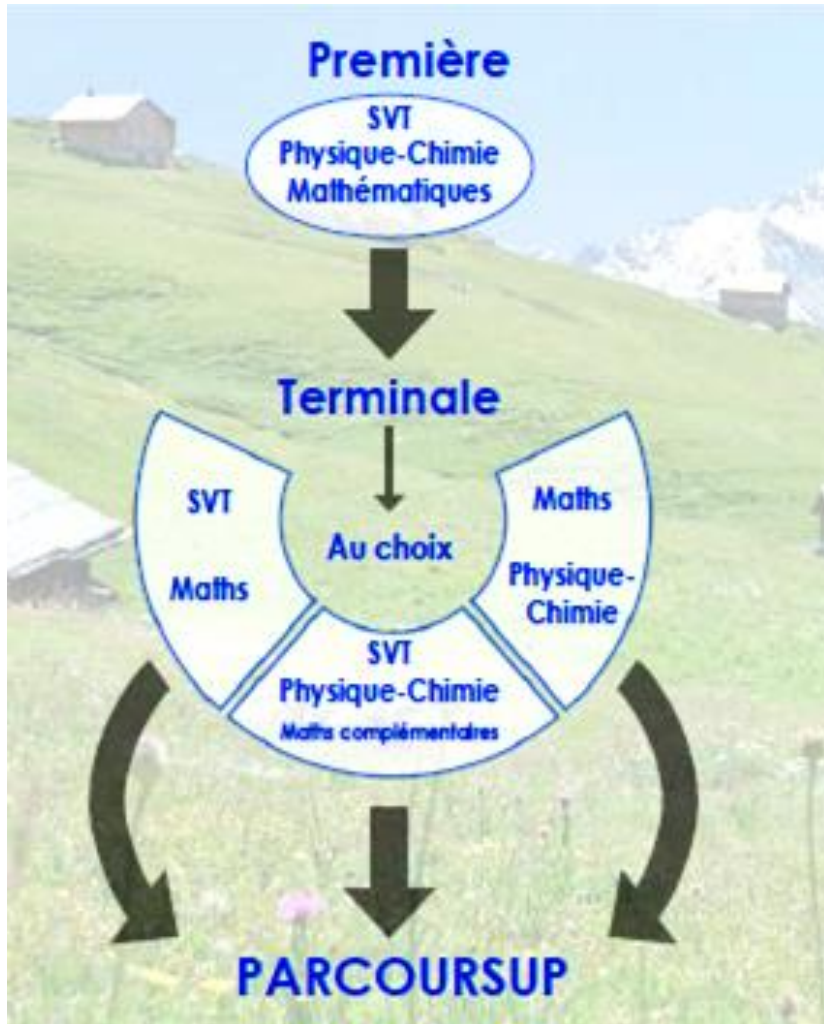 Première
SVT
Physique-Chimie
Mathématiques
Terminale
Au choix
SVT
Maths
SVT
Physique-Chimie
Maths complémentaires
Maths
Physique-
Chimie
PARCOURSUP